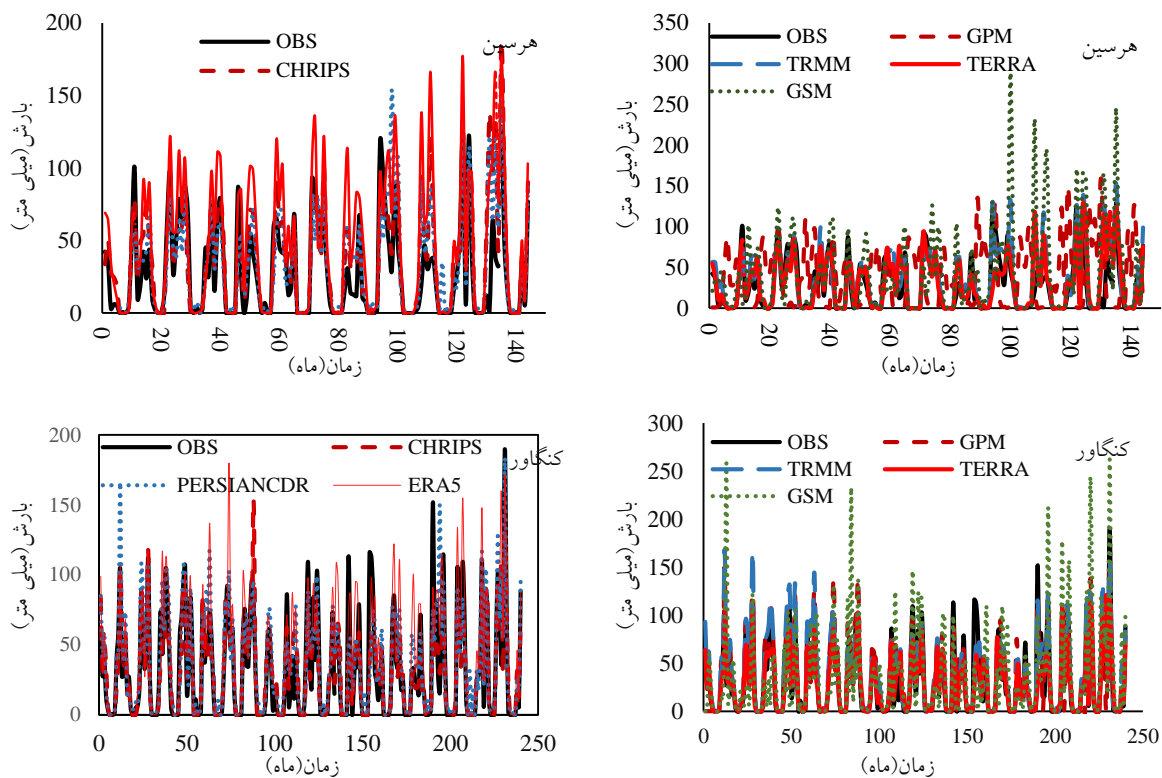 هرسین
OBS
CHRIPS
بارش(میلی متر)
200
150
100
50
0
0 20 40 60 80 100 120 140
زمان(ماه)
هرسین
OBS GPM
TRMM TERRA
GSM
بارش(میلی متر)
350
300
250
200
150
100
50
0
0 20 40 60 80 100 120 140
زمان(ماه)
کنگاور
OBS CHRIPS
PERSIANCDR ERA5
بارش(میلی متر)
200
150
100
50
0
0 50 100 150 200 250
زمان(ماه)
کنگاور
OBS GPM
TRMM TERRA
GSM
بارش(میلی متر)
300
250
200
150
100
50
0
0 50 100 150 200 250
زمان(ماه)